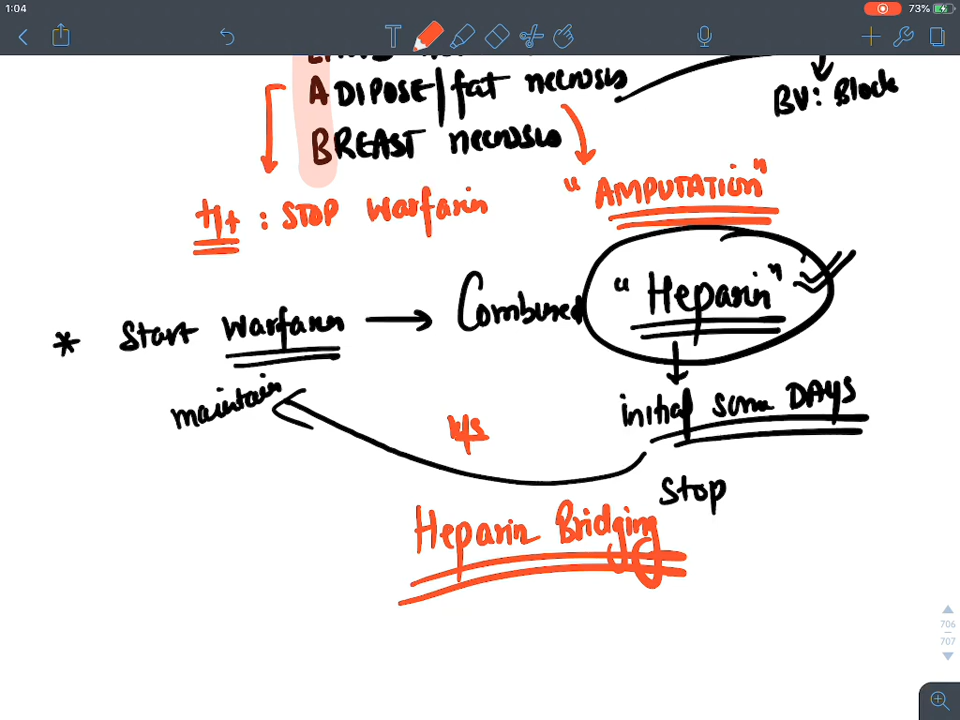 1:04
73%
T
ADIPOSE/fat necrosis
BV: Block
BREAST necrosis
"AMPUTATION"
: STOP Warfarin
* Start Warfarin → Combined "Heparin"
maintain
initial some DAYS
Stop
Heparin Bridging
706
707